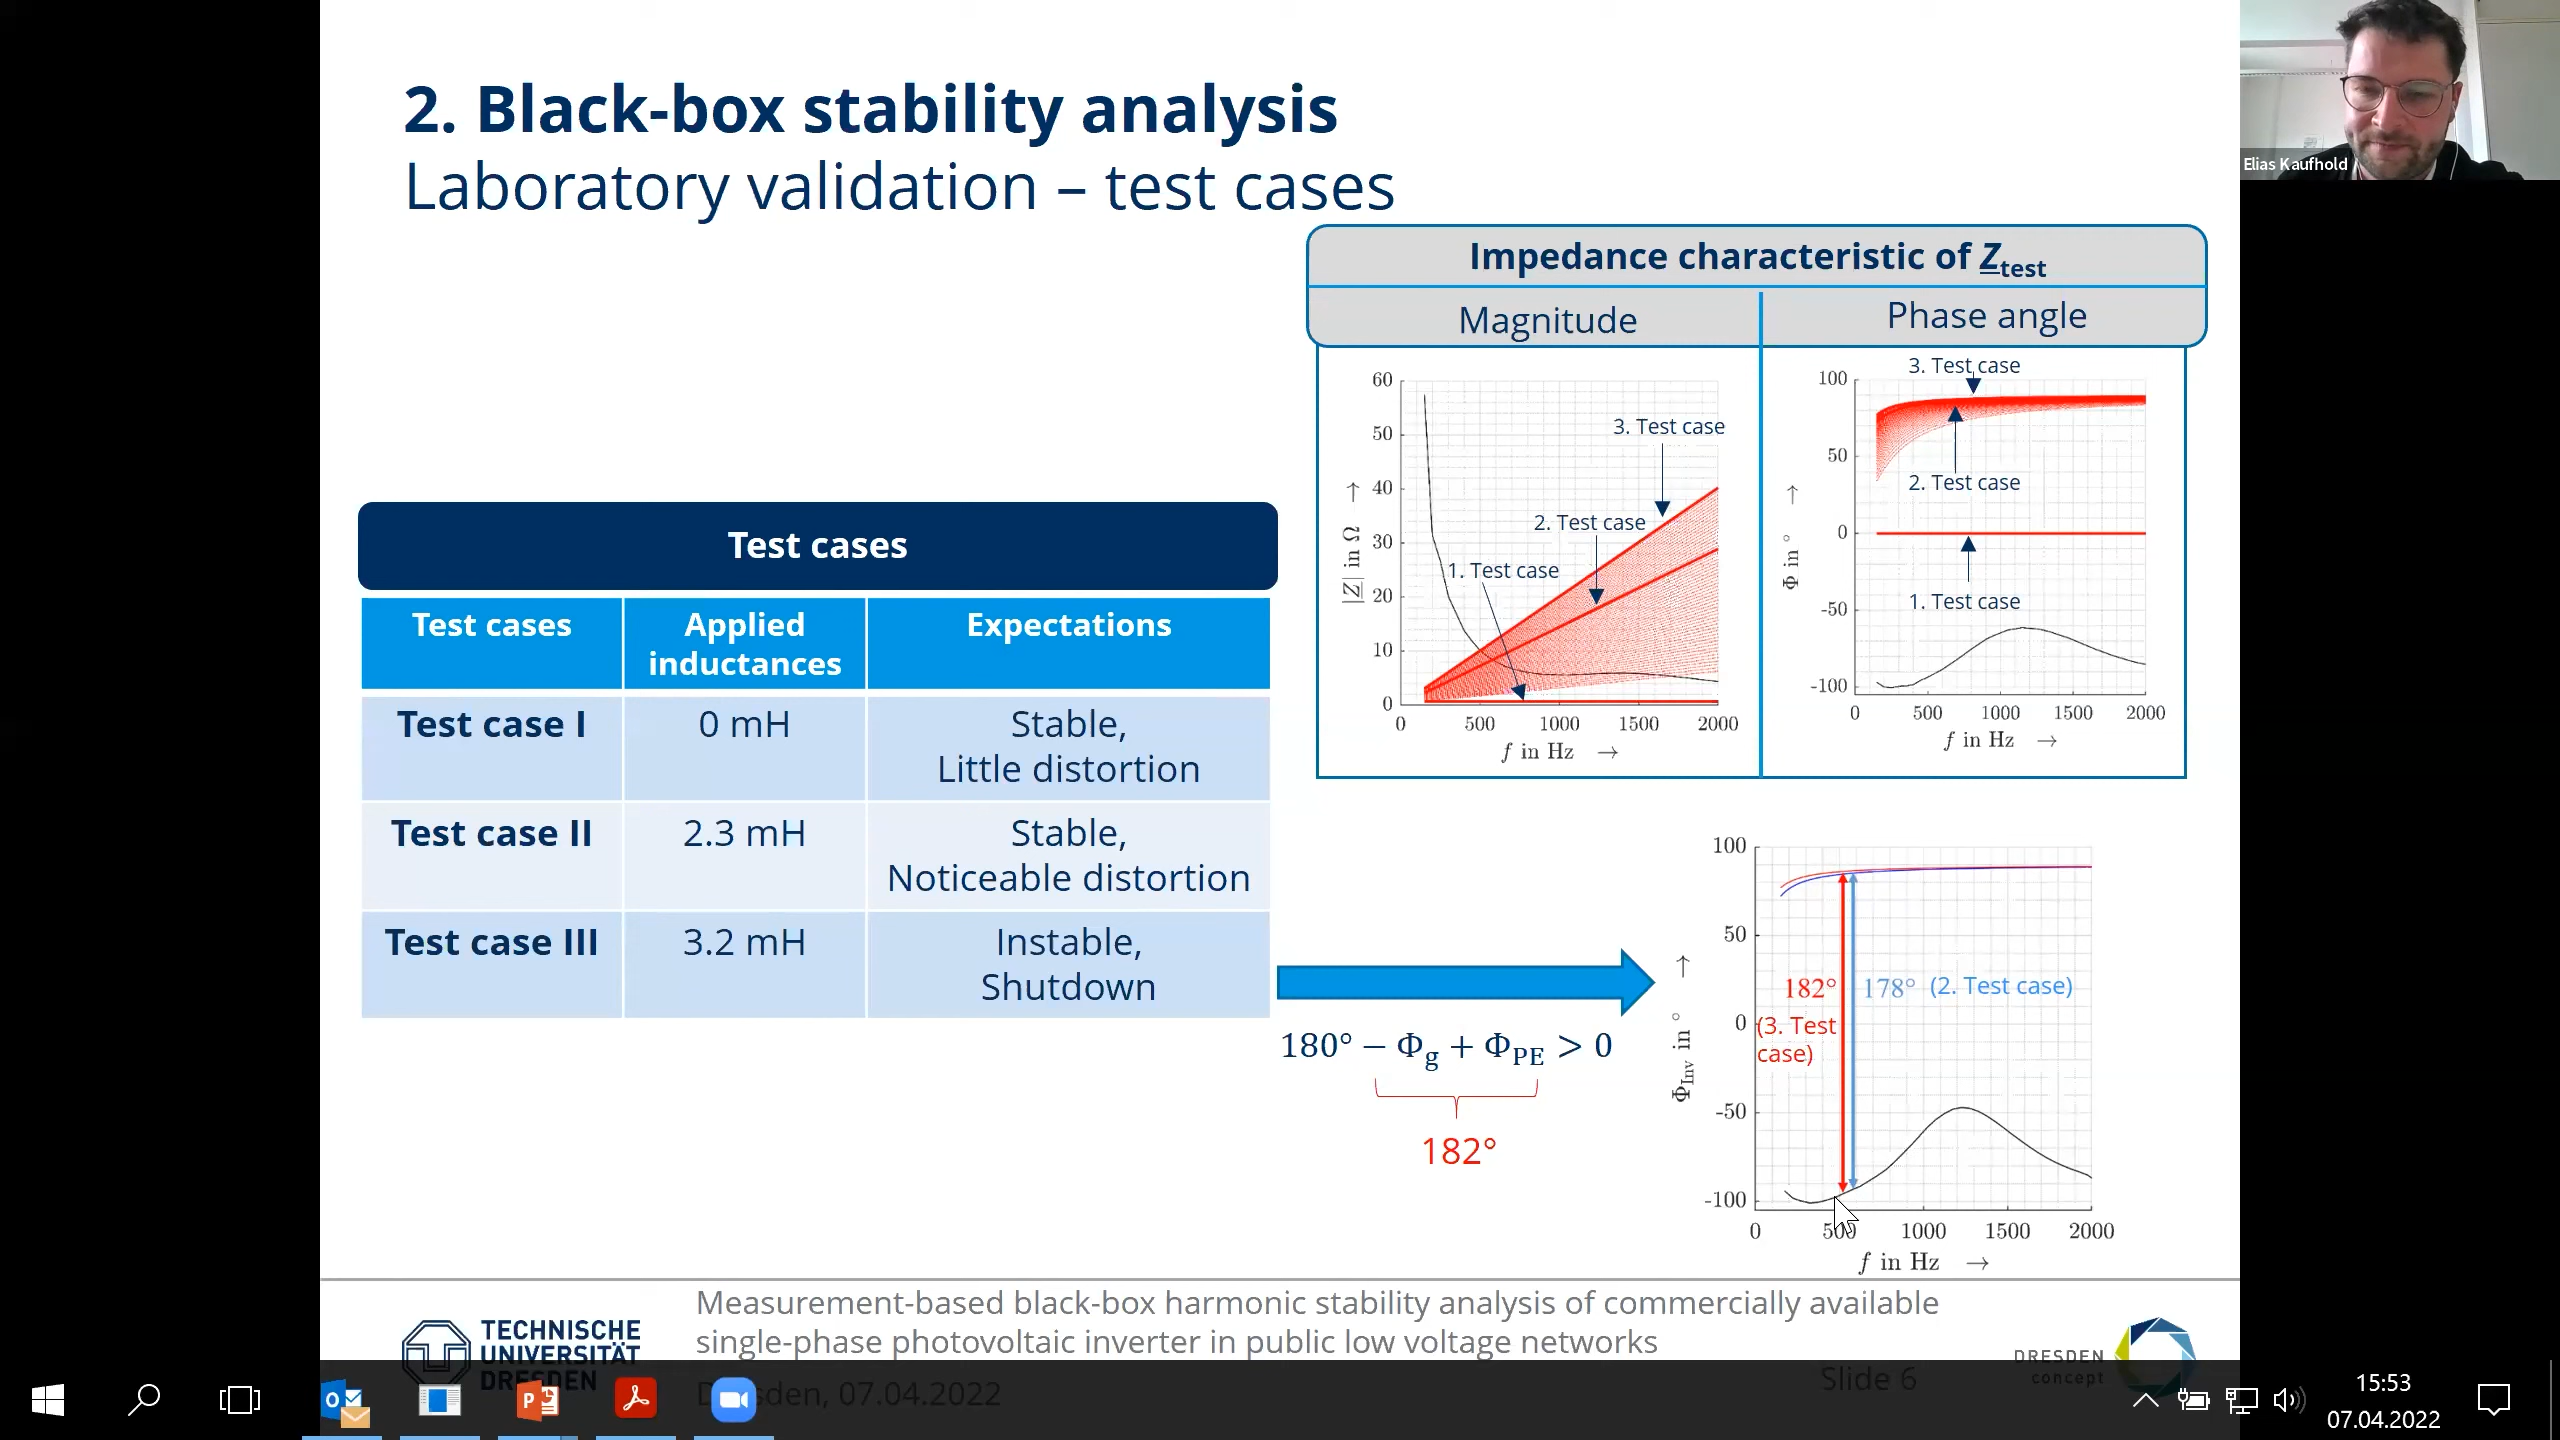 2. Black-box stability analysis
Laboratory validation – test cases
Elias Kaufhold
Impedance characteristic of Ztest
Magnitude
Phase angle
60
50
40
30
20
10
0
|Z| in Ω →
3. Test case
2. Test case
1. Test case
0 500 1000 1500 2000
f in Hz →
100
50
0
-50
-100
Φ in ° →
3. Test case
2. Test case
1. Test case
0 500 1000 1500 2000
f in Hz →
Test cases
Test cases
Applied
inductances
Expectations
Test case I
0 mH
Stable,
Little distortion
Test case II
2.3 mH
Stable,
Noticeable distortion
Test case III
3.2 mH
Instable,
Shutdown
180° − Φg + ΦPE > 0
182°
100
50
0
-50
-100
ΦInv in ° →
182°
(3. Test
case)
178° (2. Test case)
0 500 1000 1500 2000
f in Hz →
TECHNISCHE
UNIVERSITÄT
DRESDEN
Measurement-based black-box harmonic stability analysis of commercially available
single-phase photovoltaic inverter in public low voltage networks
Dresden, 07.04.2022
Slide 6
DRESDEN
concept
15:53
07.04.2022